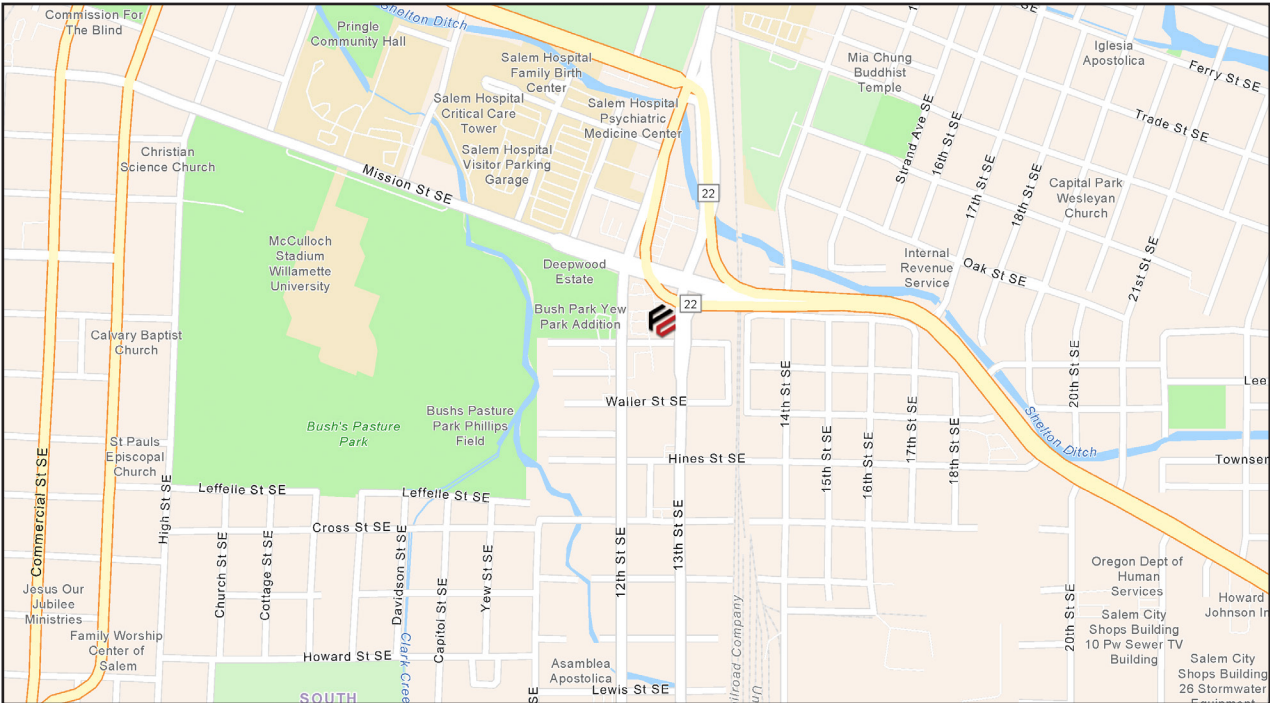 Commission For
The Blind
Shelton Ditch
SE
Pringle
Community Hall
Iglesia
Apostolica
Ferry St SE
Mia Chung
Buddhist
Temple
Salem Hospital
Family Birth
Center
Salem Hospital
Critical Care
Tower
Salem Hospital
Psychiatric
Medicine Center
Trade St SE
Strand Ave SE
16th St SE
Christian
Science Church
Salem Hospital
Visitor Parking
Garage
Mission St SE
22
17th St SE
18th St SE
Capital Park
Wesleyan
Church
McCulloch
Stadium
Willamette
University
Deepwood
Estate
Internal
Revenue
Service
Oak St SE
21st St SE
22
Bush Park Yew
Park Addition
Calvary Baptist
Church
Waller St SE
14th St SE
20th St SE
Lee
Bush's Pasture
Park
Bushs Pasture
Park Phillips
Field
Shelton Ditch
St Pauls
Episcopal
Church
Hines St SE
15th St SE
16th St SE
17th St SE
18th St SE
Townsen
Commercial St SE
High St SE
Leffelle St SE
Leffelle St SE
Cross St SE
Church St SE
Cottage St SE
Davidson St SE
Capitol St SE
Yew St SE
12th St SE
13th St SE
Jesus Our
Jubilee
Ministries
Family Worship
Center of
Salem
Howard St SE
Clark Cree
SOUTH
SE
Asamblea
Apostolica
Lewis St SE
ilroad Company
Un
20th St SE
Oregon Dept of
Human
Services
Salem City
Shops Building
10 Pw Sewer TV
Building
Howard
Johnson In
Salem City
Shops Building
26 Stormwater
Equipment